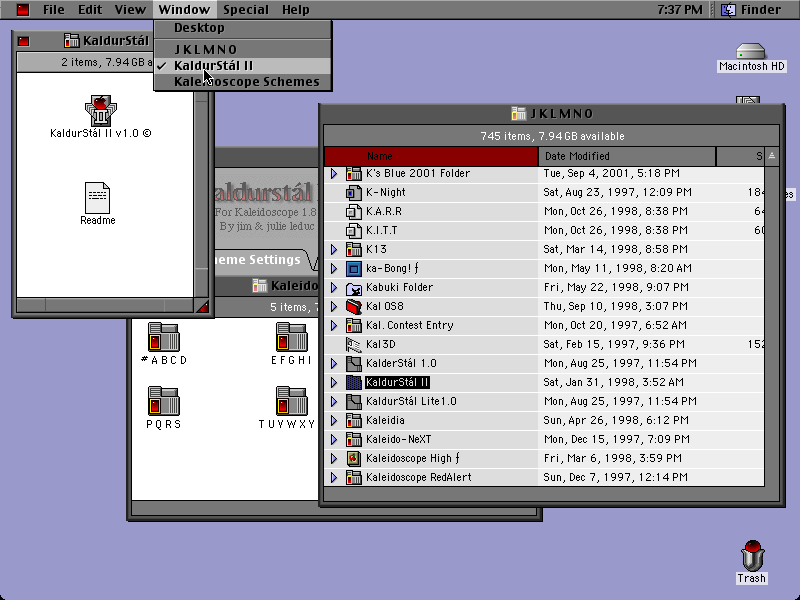 File Edit View Window Special Help 7:37 PM Finder
Desktop
JKLMNO
✓ KaldurStál II
Kaleidoscope Schemes
KaldurStál
2 items, 7.94 GB a
KaldurStál II v1.0 ©
Readme
Macintosh HD
es
Trash
Kaldurstál
For Kaleidoscope 1.8
By jim & julie leduc
eme Settings
Kaleido
5 items, 7
#ABCD
EFGHI
PQRS
TUVWXY
JKLMNO
745 items, 7.94 GB available
Name Date Modified S
K's Blue 2001 Folder Tue, Sep 4, 2001, 5:18 PM
K-Night Sat, Aug 23, 1997, 12:09 PM 184
K.A.R.R Mon, Oct 26, 1998, 8:38 PM 64
K.I.T.T Mon, Oct 26, 1998, 8:38 PM 60
K13 Sat, Mar 14, 1998, 8:58 PM
ka-Bong! ƒ Mon, May 11, 1998, 8:20 AM
Kabuki Folder Fri, May 22, 1998, 9:07 PM
Kal OS8 Thu, Sep 10, 1998, 3:07 PM
Kal. Contest Entry Mon, Oct 20, 1997, 6:52 AM
Kal3D Sat, Feb 15, 1997, 9:36 PM 152
KalderStál 1.0 Mon, Aug 25, 1997, 11:54 PM
KaldurStál II Sat, Jan 31, 1998, 3:52 AM
KaldurStál Lite1.0 Mon, Aug 25, 1997, 11:54 PM
Kaleidia Sun, Apr 26, 1998, 6:12 PM
Kaleido-NeXT Mon, Dec 15, 1997, 7:09 PM
Kaleidoscope High ƒ Fri, Mar 6, 1998, 3:59 PM
Kaleidoscope RedAlert Sun, Dec 7, 1997, 12:14 PM